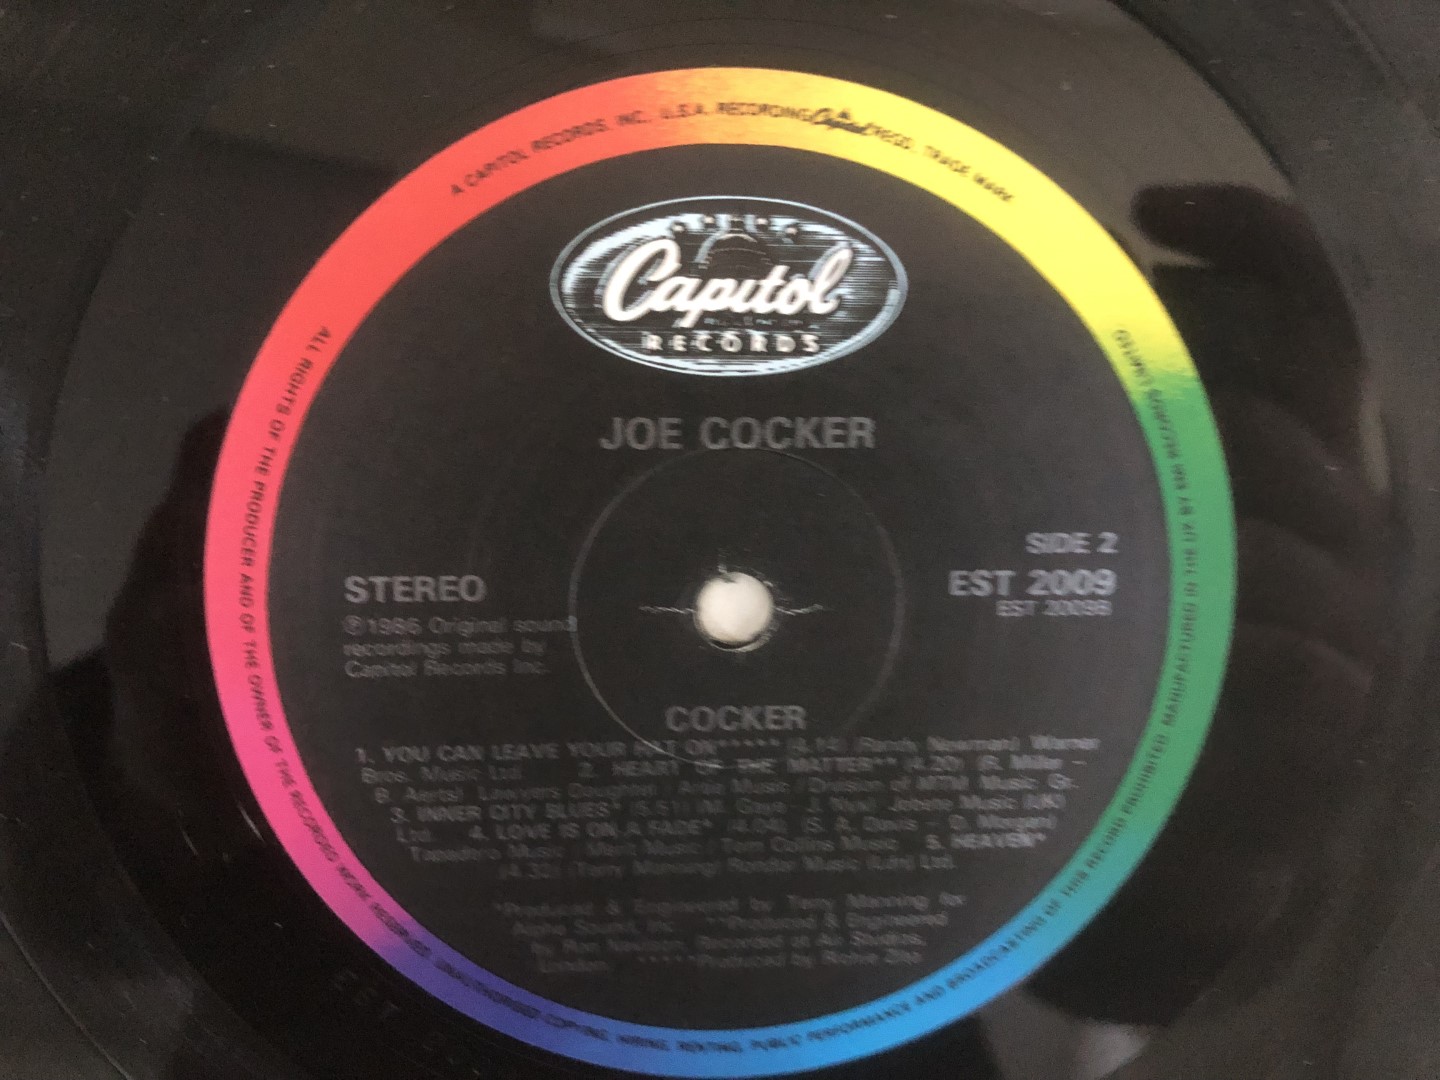 A CAPITOL RECORDS, INC. U.S.A. RECORDING Capitol REGD. TRADE MARK
Capitol
RECORDS
JOE COCKER
SIDE 2
STEREO
EST 2009
EST 2009B
℗1986 Original sound
recordings made by
Capitol Records Inc.
COCKER
1. YOU CAN LEAVE YOUR HAT ON***** (4.14) (Randy Newman) Warner
Bros. Music Ltd. 2. HEART OF THE MATTER** (4.20) (R. Miller -
Music / Division of MTM Music Gr.
3. INNER CITY BLUES* (5.51) (M. Gaye - J. Nyx) Jobete Music (UK)
Ltd. 4. LOVE IS ON A FADE* (4.04) (S. A. Davis - D. Morgan)
Tapadero Music / Merit Music / Tom Collins Music 5. HEAVEN*
(4.32) (Terry Manning) Rondor Music (Ldn) Ltd.
*Produced & Engineered by Terry Manning for
Alpha Sound, Inc. **Produced & Engineered
by Ron Nevison, Recorded at Air Studios,
London *****Produced by Richie Zito
ALL RIGHTS OF THE PRODUCER AND OF THE OWNER OF THE RECORDED WORK RESERVED. UNAUTHORISED COPYING, HIRING, RENTING, PUBLIC PERFORMANCE AND BROADCASTING OF THIS RECORD PROHIBITED. MANUFACTURED IN THE UK BY EMI RECORDS LIMITED